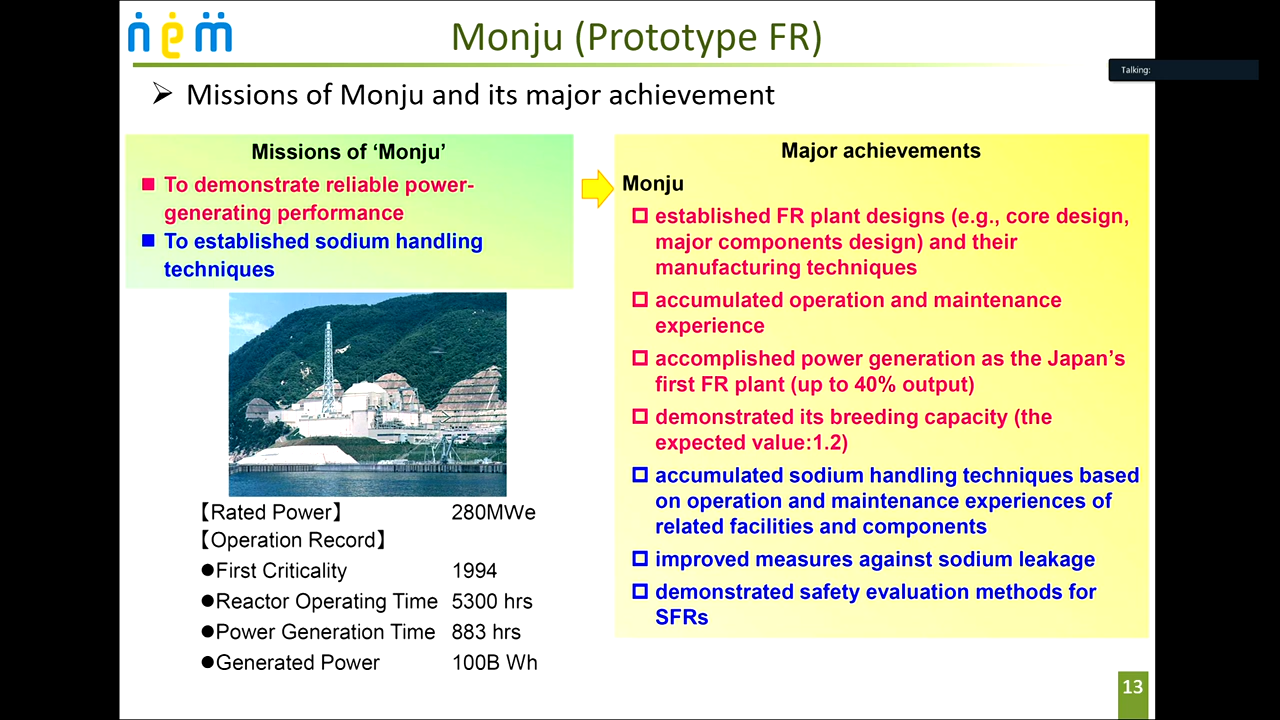 nem
Monju (Prototype FR)
Talking:
Missions of Monju and its major achievement
Missions of ‘Monju’
To demonstrate reliable power-
generating performance
To established sodium handling
techniques
Major achievements
Monju
established FR plant designs (e.g., core design,
major components design) and their
manufacturing techniques
accumulated operation and maintenance
experience
accomplished power generation as the Japan’s
first FR plant (up to 40% output)
demonstrated its breeding capacity (the
expected value:1.2)
accumulated sodium handling techniques based
on operation and maintenance experiences of
related facilities and components
improved measures against sodium leakage
demonstrated safety evaluation methods for
SFRs
【Rated Power】 280MWe
【Operation Record】
●First Criticality 1994
●Reactor Operating Time 5300 hrs
●Power Generation Time 883 hrs
●Generated Power 100B Wh
13